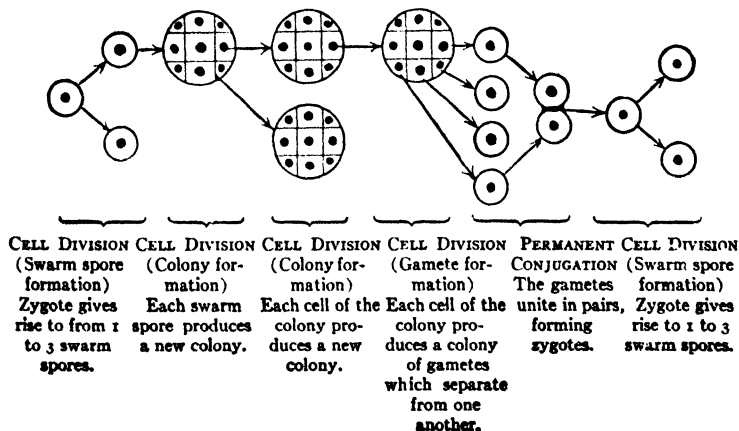 CELL DIVISION
(Swarm spore
formation)
Zygote gives
rise to from 1
to 3 swarm
spores.
CELL DIVISION
(Colony for-
mation)
Each swarm
spore produces
a new colony.
CELL DIVISION
(Colony for-
mation)
Each cell of the
colony pro-
duces a new
colony.
CELL DIVISION
(Gamete for-
mation)
Each cell of the
colony pro-
duces a colony
of gametes
which separate
from one
another.
PERMANENT
CONJUGATION
The gametes
unite in pairs,
forming
zygotes.
CELL DIVISION
(Swarm spore
formation)
Zygote gives
rise to 1 to 3
swarm spores.